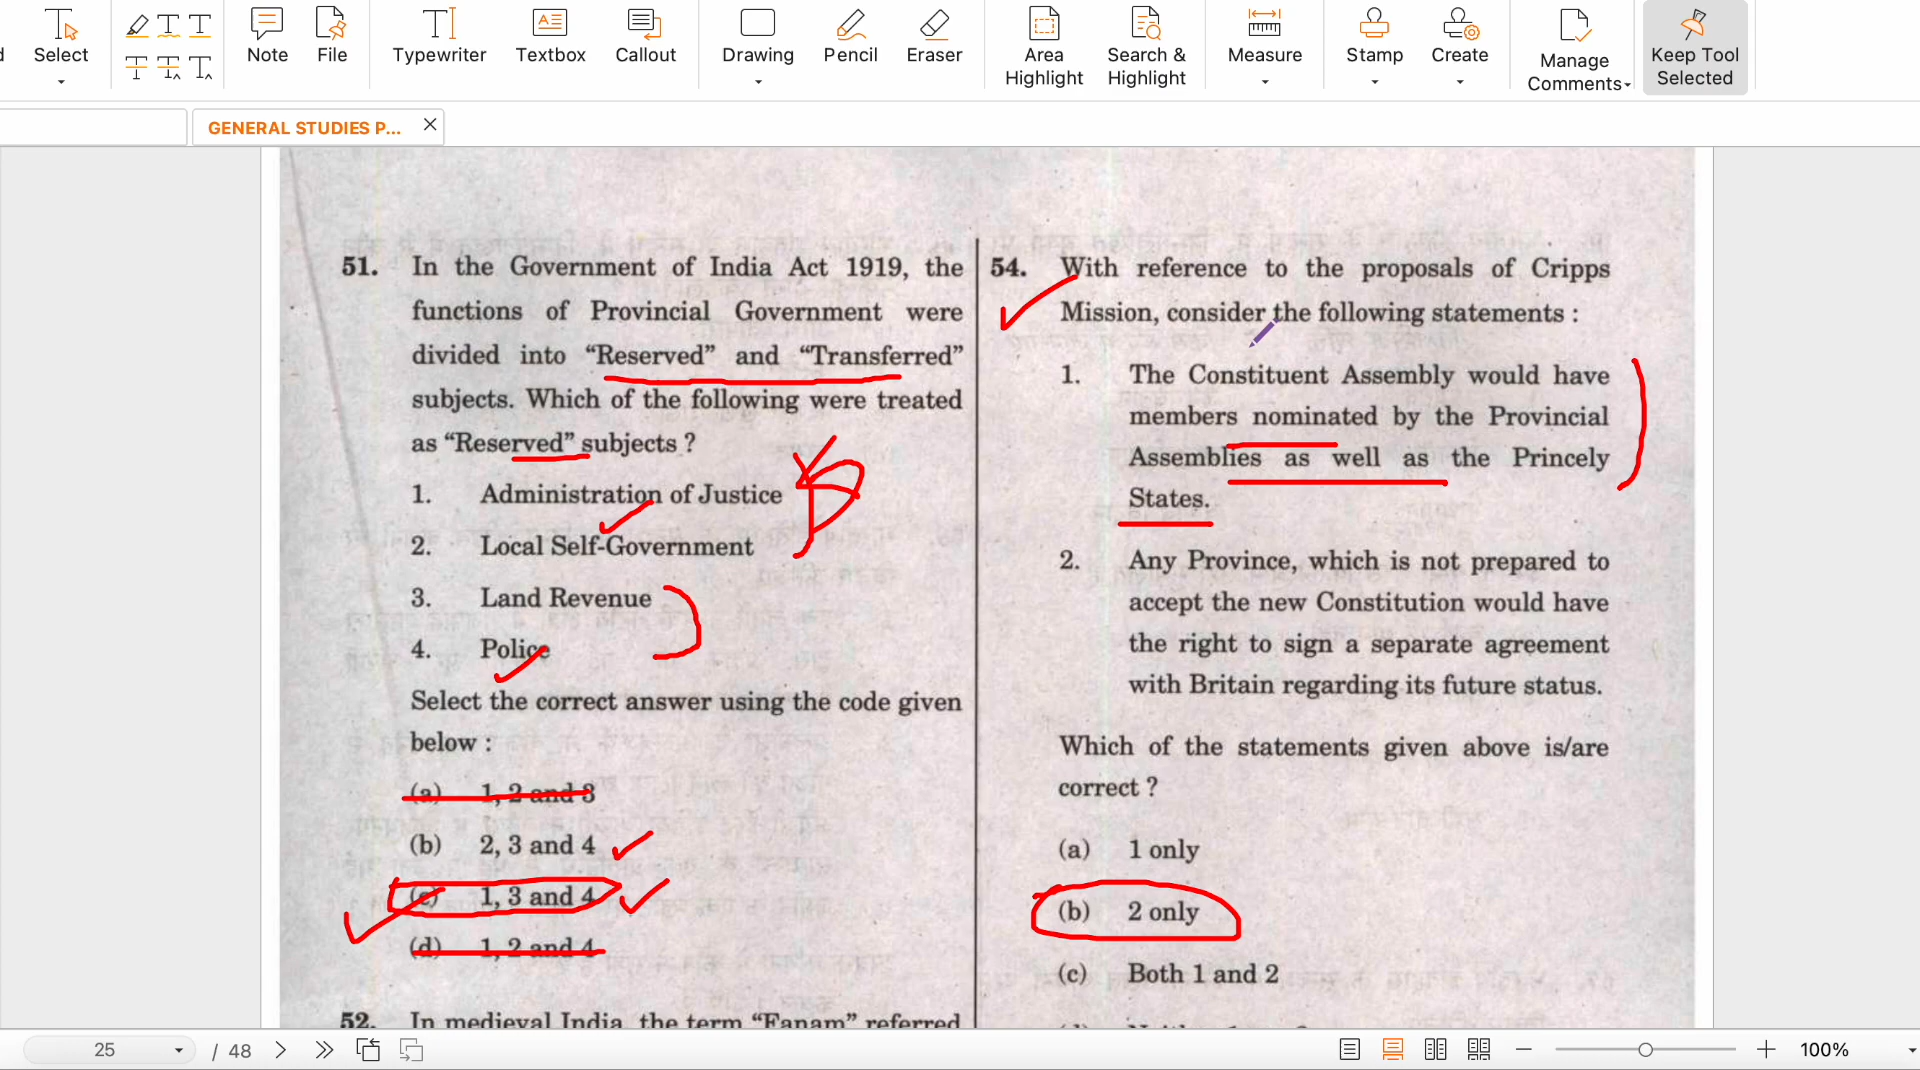 Select
Note
File
Typewriter
Textbox
Callout
Drawing
Pencil
Eraser
Area
Highlight
Search &
Highlight
Measure
Stamp
Create
Manage
Comments
Keep Tool
Selected
GENERAL STUDIES P...
51. In the Government of India Act 1919, the
functions of Provincial Government were
divided into “Reserved” and “Transferred”
subjects. Which of the following were treated
as “Reserved” subjects ?
1. Administration of Justice
2. Local Self-Government
3. Land Revenue
4. Police
Select the correct answer using the code given
below :
(a) 1, 2 and 3
(b) 2, 3 and 4
(c) 1, 3 and 4
(d) 1, 2 and 4
52. In medieval India, the term “Fanam” referred
54. With reference to the proposals of Cripps
Mission, consider the following statements :
1. The Constituent Assembly would have
members nominated by the Provincial
Assemblies as well as the Princely
States.
2. Any Province, which is not prepared to
accept the new Constitution would have
the right to sign a separate agreement
with Britain regarding its future status.
Which of the statements given above is/are
correct ?
(a) 1 only
(b) 2 only
(c) Both 1 and 2
25 / 48
100%